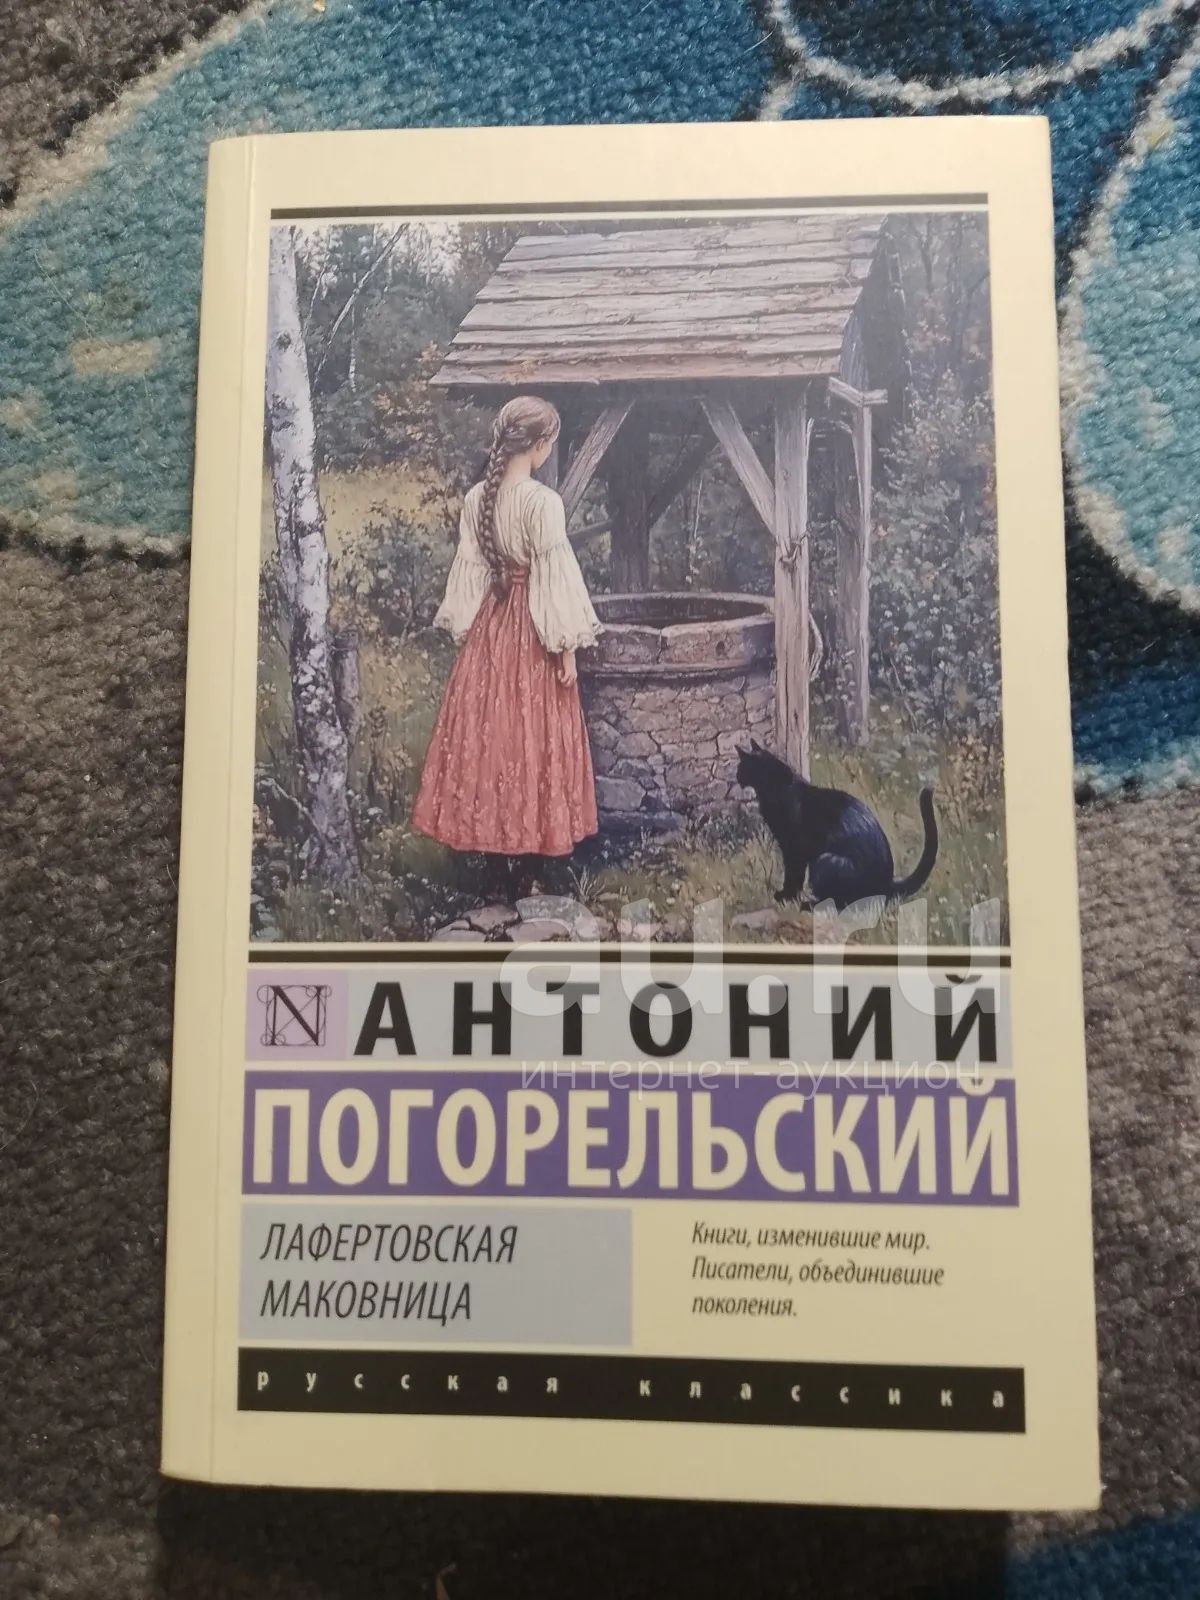 N АНТОНИЙ
ПОГОРЕЛЬСКИЙ
ЛАФЕРТОВСКАЯ
МАКОВНИЦА
Книги, изменившие мир.
Писатели, объединившие
поколения.
русская классика
au.ru
интернет-аукцион